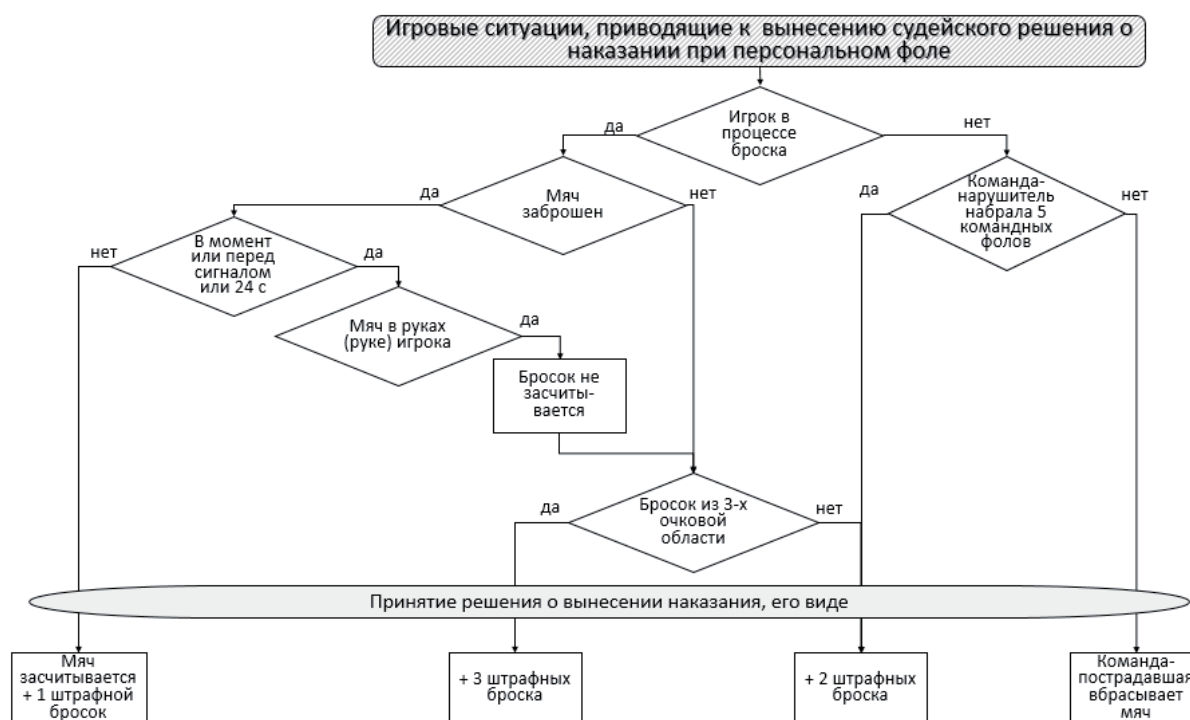 Игровые ситуации, приводящие к вынесению судейского решения о
наказании при персональном фоле
Игрок в
процессе
броска
да
нет
Мяч
заброшен
да
нет
Команда-
нарушитель
набрала 5
командных
фолов
да
нет
В момент
или перед
сигналом
или 24 с
нет
да
Мяч в руках
(руке) игрока
да
Бросок не
засчиты-
вается
Бросок из 3-х
очковой
области
да
нет
Принятие решения о вынесении наказания, его виде
Мяч
засчитывается
+ 1 штрафной
бросок
+ 3 штрафных
броска
+ 2 штрафных
броска
Команда-
пострадавшая
вбрасывает
мяч